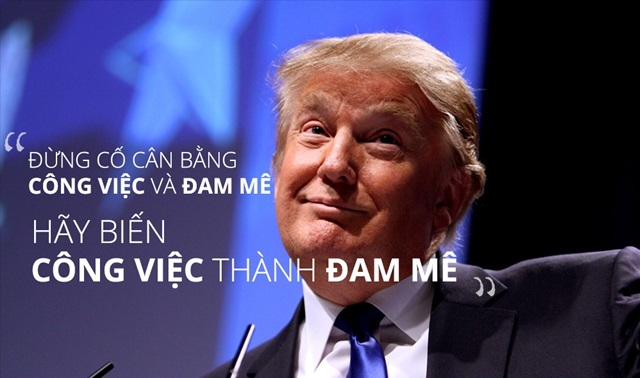 “ ĐỪNG CỐ CÂN BẰNG
CÔNG VIỆC VÀ ĐAM MÊ
HÃY BIẾN
CÔNG VIỆC THÀNH ĐAM MÊ ”